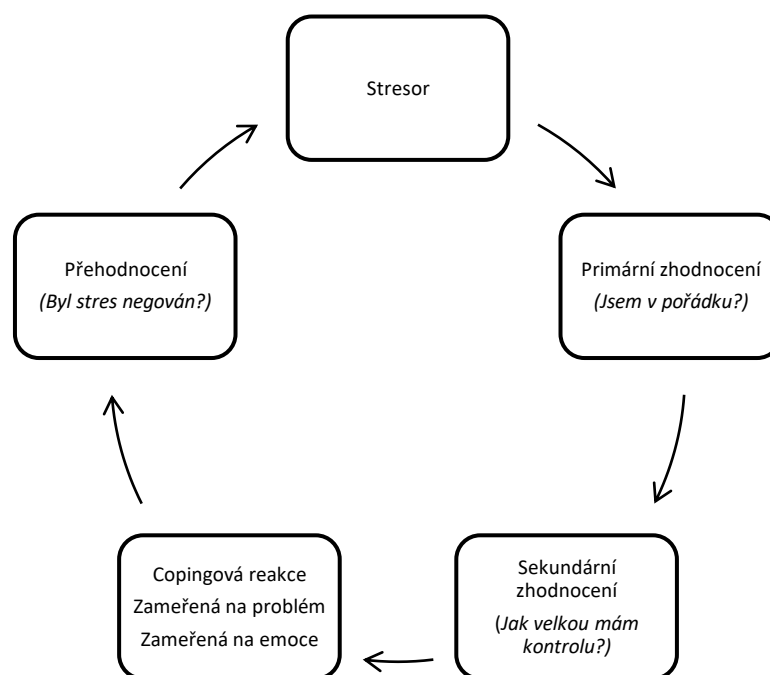 Stresor
Primární zhodnocení
(Jsem v pořádku?)
Sekundární
zhodnocení
(Jak velkou mám
kontrolu?)
Copingová reakce
Zameřená na problém
Zameřená na emoce
Přehodnocení
(Byl stres negován?)